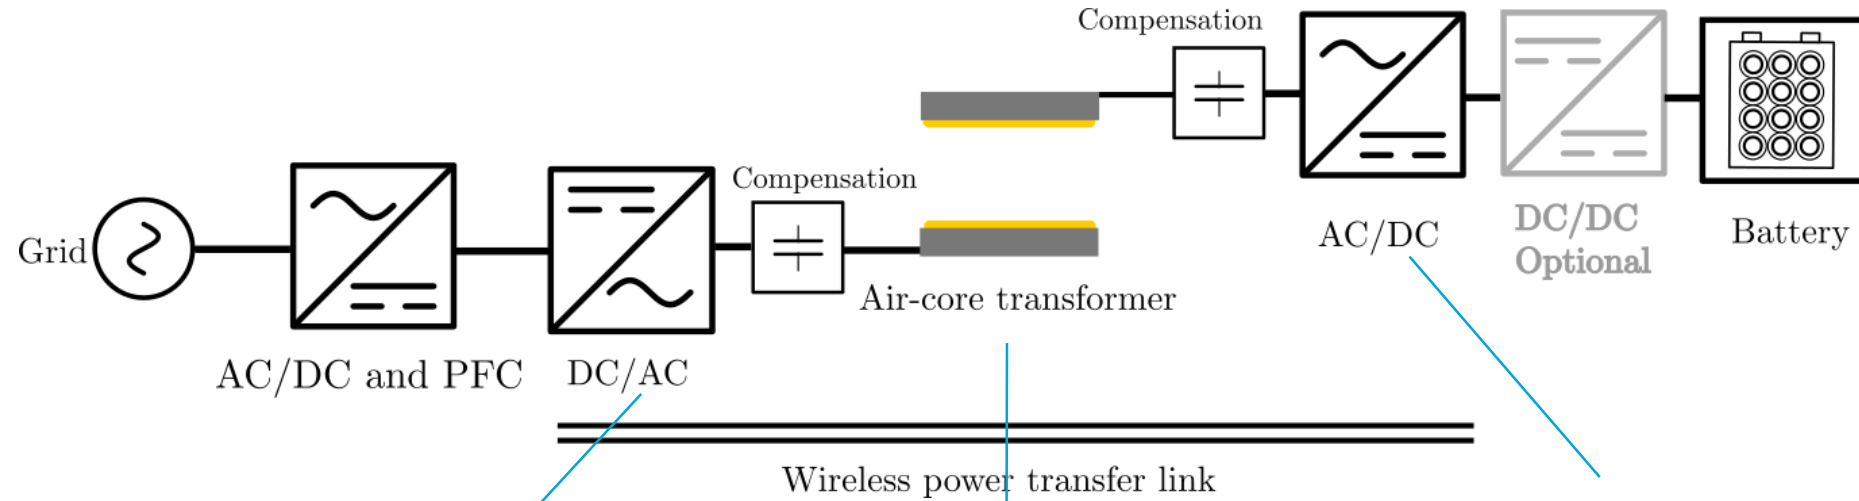 Compensation
Compensation
Grid
AC/DC
DC/DC
Optional
Battery
Air-core transformer
AC/DC and PFC
DC/AC
Wireless power transfer link